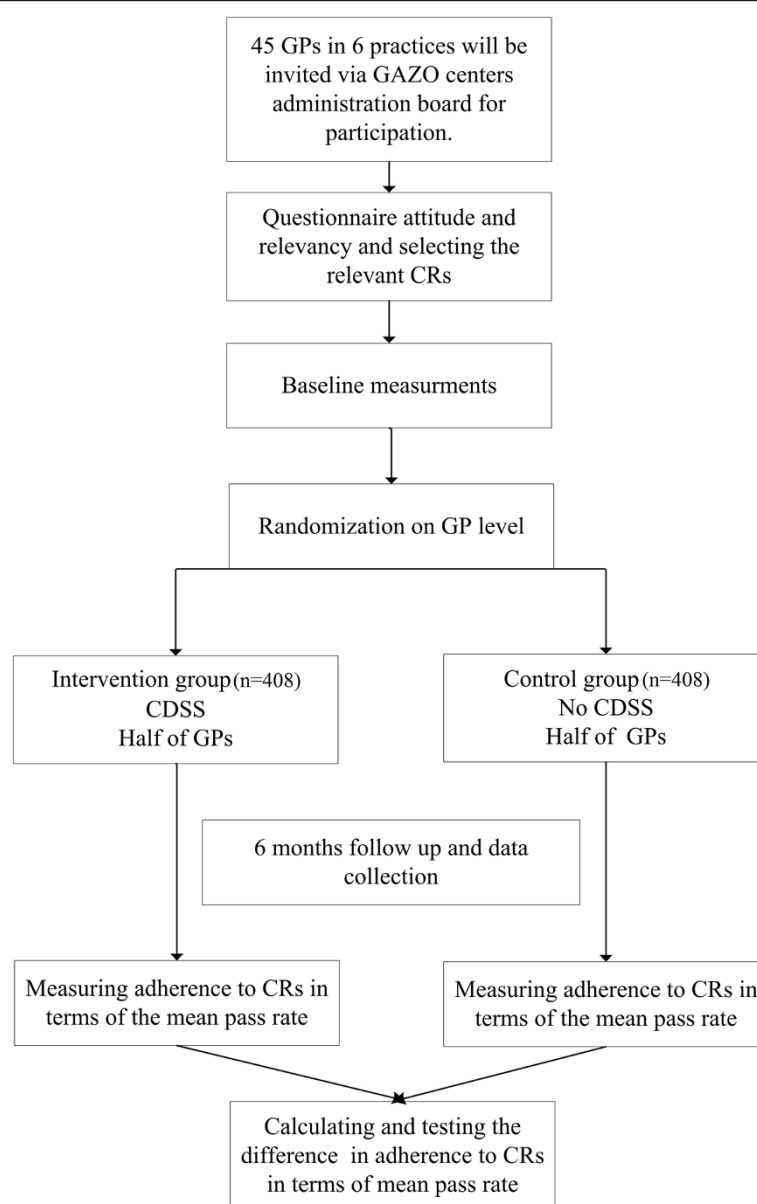 45 GPs in 6 practices will be
invited via GAZO centers
administration board for
participation.
Questionnaire attitude and
relevancy and selecting the
relevant CRs
Baseline measurments
Randomization on GP level
Intervention group (n=408)
CDSS
Half of GPs
Control group (n=408)
No CDSS
Half of GPs
6 months follow up and data
collection
Measuring adherence to CRs in
terms of the mean pass rate
Measuring adherence to CRs in
terms of the mean pass rate
Calculating and testing the
difference in adherence to CRs
in terms of mean pass rate